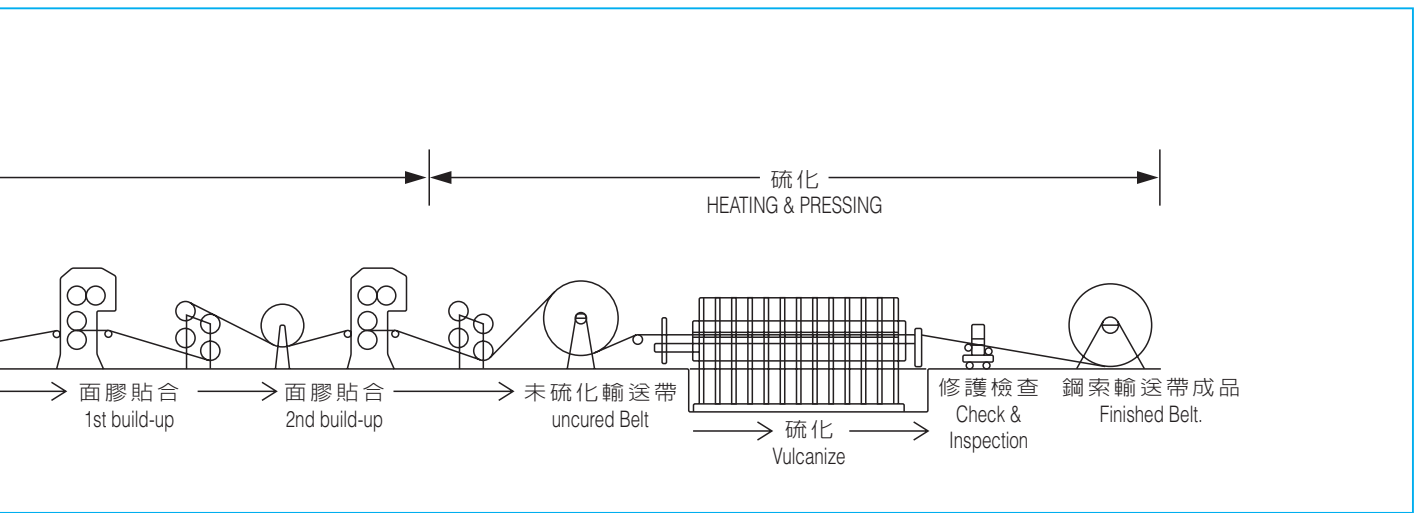 硫化
HEATING & PRESSING
面膠貼合
1st build-up
面膠貼合
2nd build-up
未硫化輸送帶
uncured Belt
硫化
Vulcanize
修護檢查
Check &
Inspection
鋼索輸送帶成品
Finished Belt.